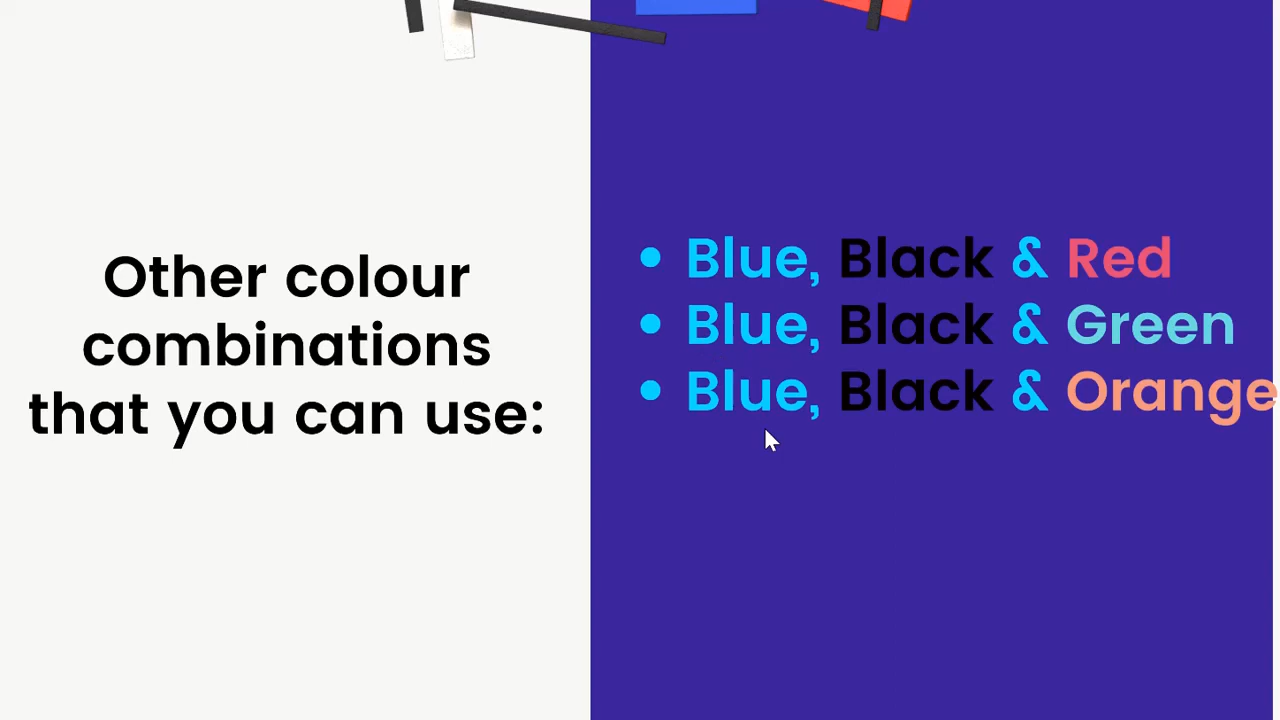 Other colour
combinations
that you can use:
• Blue, Black & Red
• Blue, Black & Green
• Blue, Black & Orange